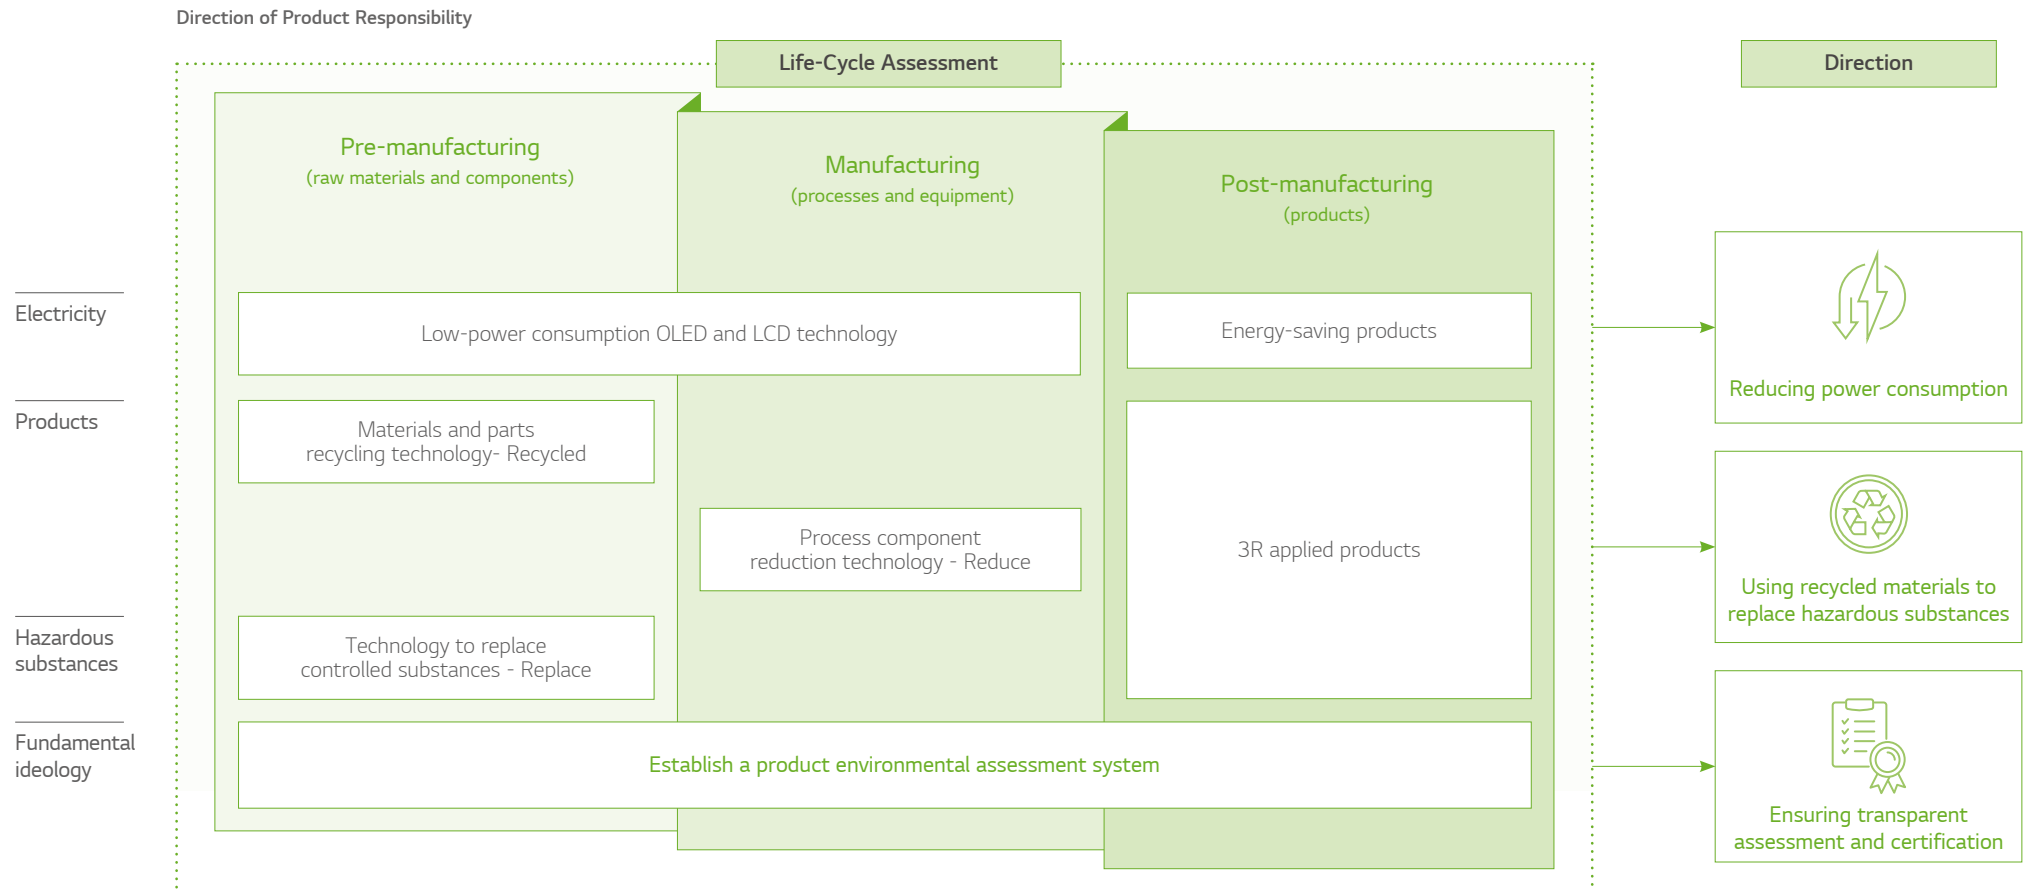 Direction of Product Responsibility
Life-Cycle Assessment
Direction
Pre-manufacturing
(raw materials and components)
Manufacturing
(processes and equipment)
Post-manufacturing
(products)
Electricity
Low-power consumption OLED and LCD technology
Energy-saving products
Reducing power consumption
Products
Materials and parts
recycling technology- Recycled
Process component
reduction technology - Reduce
3R applied products
Using recycled materials to
replace hazardous substances
Hazardous
substances
Technology to replace
controlled substances - Replace
Fundamental
ideology
Establish a product environmental assessment system
Ensuring transparent
assessment and certification